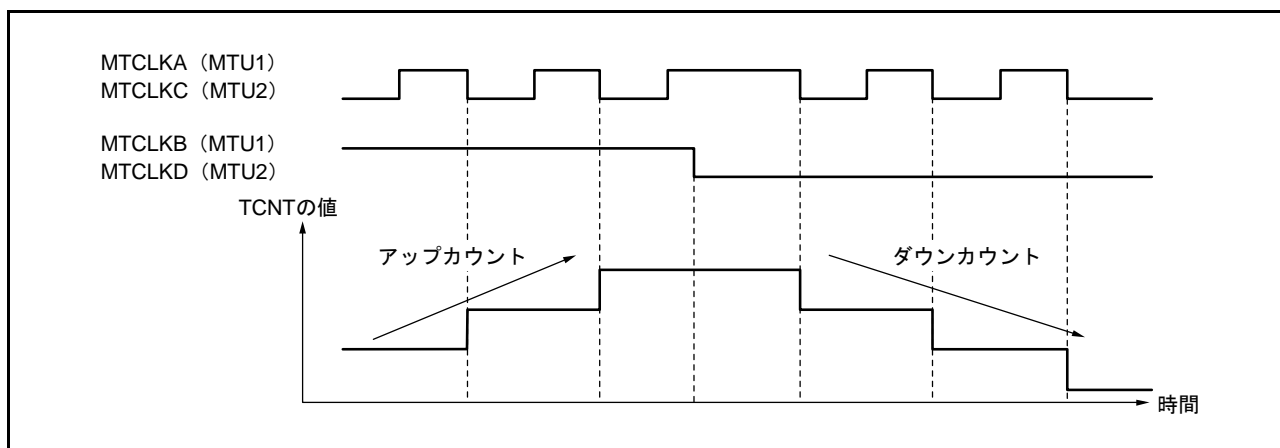 MTCLKA（MTU1）
MTCLKC（MTU2）
MTCLKB（MTU1）
MTCLKD（MTU2）
TCNTの値
アップカウント
ダウンカウント
時間